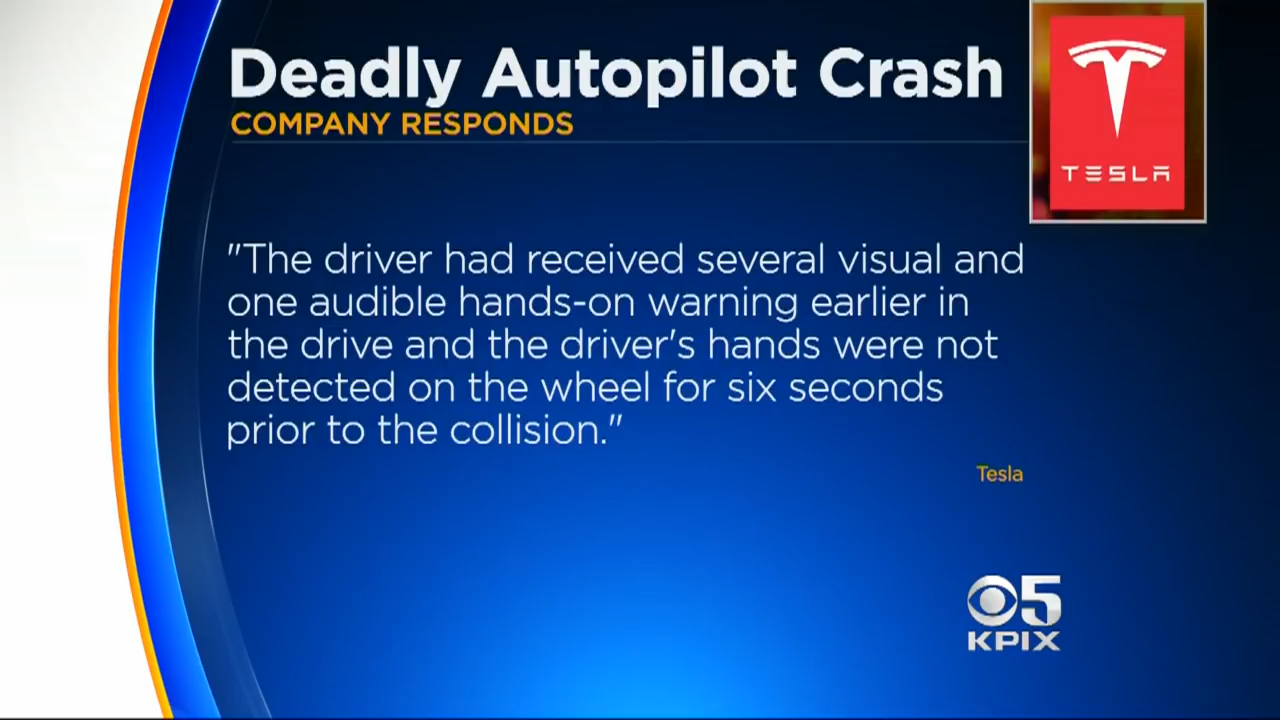 Deadly Autopilot Crash
COMPANY RESPONDS
TESLA
"The driver had received several visual and
one audible hands-on warning earlier in
the drive and the driver's hands were not
detected on the wheel for six seconds
prior to the collision."
Tesla
5
KPIX